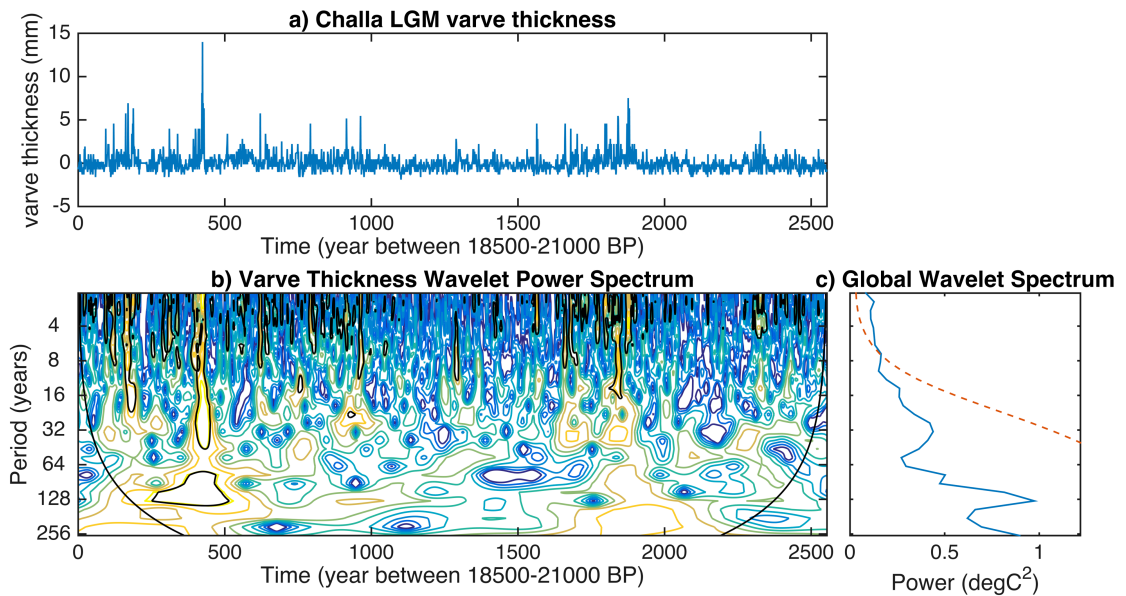 a) Challa LGM varve thickness
varve thickness (mm)
15
10
5
0
-5
0 500 1000 1500 2000 2500
Time (year between 18500-21000 BP)
b) Varve Thickness Wavelet Power Spectrum
Period (years)
4
8
16
32
64
128
256
0 500 1000 1500 2000 2500
Time (year between 18500-21000 BP)
c) Global Wavelet Spectrum
0 0.5 1
Power (degC²)